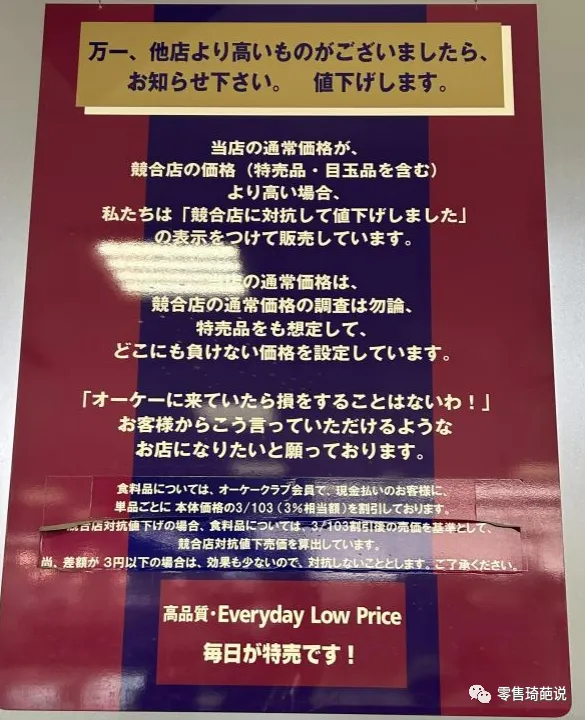 万一、他店より高いものがございましたら、
お知らせ下さい。 値下げします。
当店の通常価格が、
競合店の価格（特売品・目玉品を含む）
より高い場合、
私たちは「競合店に対抗して値下げしました」
の表示をつけて販売しています。
の通常価格は、
競合店の通常価格の調査は勿論、
特売品をも想定して、
どこにも負けない価格を設定しています。
「オーケーに来ていたら損をすることはないわ！」
お客様からこう言っていただけるような
お店になりたいと願っております。
食料品については、オーケークラブ会員で、現金払いのお客様に、
単品ごとに 本体価格の3/103（3％相当額）を割引しております。
競合店対抗値下げの場合、食料品については、3/103割引後の売価を基準として、
競合店対抗値下売価を算出しています。
尚、差額が 3円以下の場合は、効果も少ないので、対抗しないこととします。ご了承ください。
高品質・Everyday Low Price
毎日が特売です！
零售琦葩说